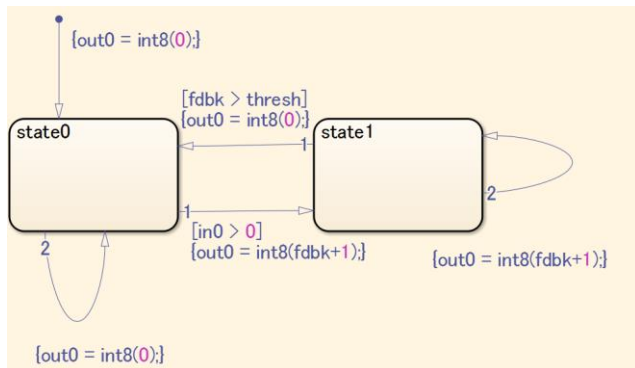 {out0 = int8(0);}
[fdbk > thresh]
{out0 = int8(0);}
state0
state1
1
1
2
[in0 > 0]
{out0 = int8(fdbk+1);}
2
{out0 = int8(fdbk+1);}
{out0 = int8(0);}